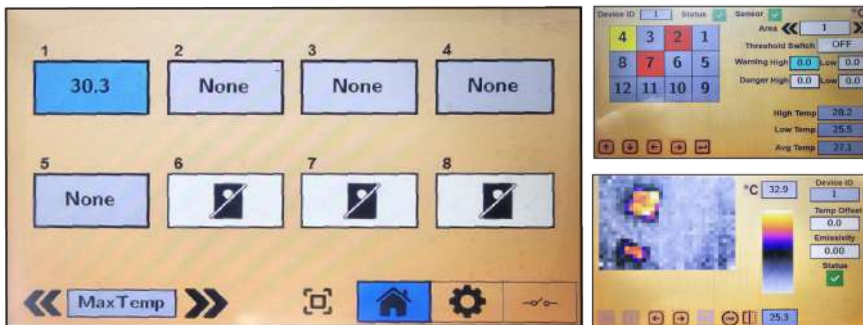 1 2 3 4
30.3 None None None
5 6 7 8
None
MaxTemp
Device ID 1 Status Sensor °C
Area 1
4 3 2 1
8 7 6 5
12 11 10 9
Threshold Switch OFF
Warning High 0.0 Low 0.0
Danger High 0.0 Low 0.0
High Temp 28.2
Low Temp 25.5
Avg Temp 27.1
°C 32.9
Device ID
1
Temp Offset
0.0
Emissivity
0.00
Status
25.3